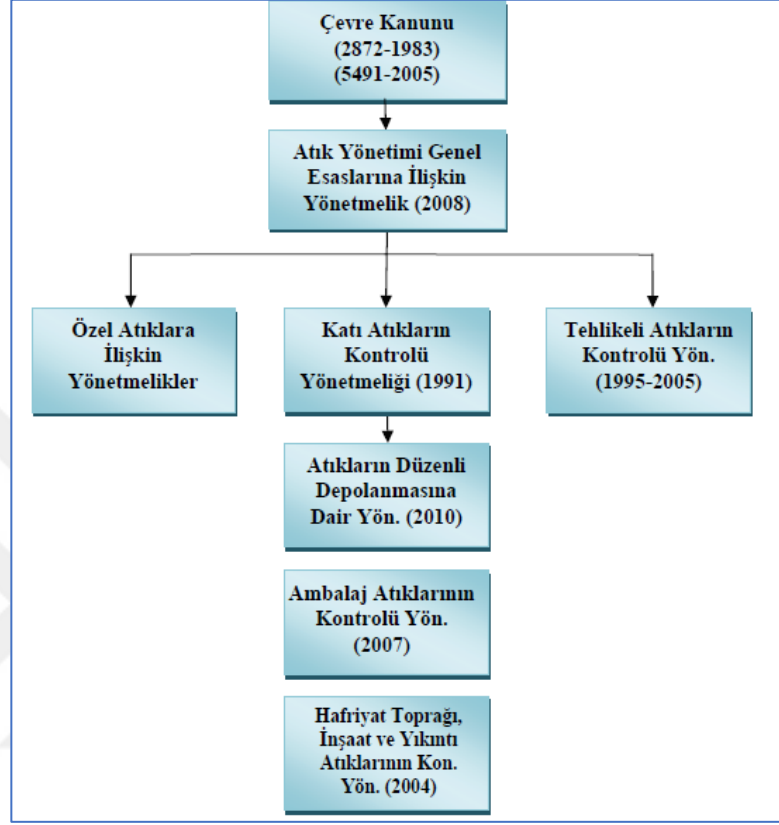 Çevre Kanunu
(2872-1983)
(5491-2005)
Atık Yönetimi Genel
Esaslarına İlişkin
Yönetmelik (2008)
Özel Atıklara
İlişkin
Yönetmelikler
Katı Atıkların
Kontrolü
Yönetmeliği (1991)
Tehlikeli Atıkların
Kontrolü Yön.
(1995-2005)
Atıkların Düzenli
Depolanmasına
Dair Yön. (2010)
Ambalaj Atıklarının
Kontrolü Yön.
(2007)
Hafriyat Toprağı,
İnşaat ve Yıkıntı
Atıklarının Kon.
Yön. (2004)